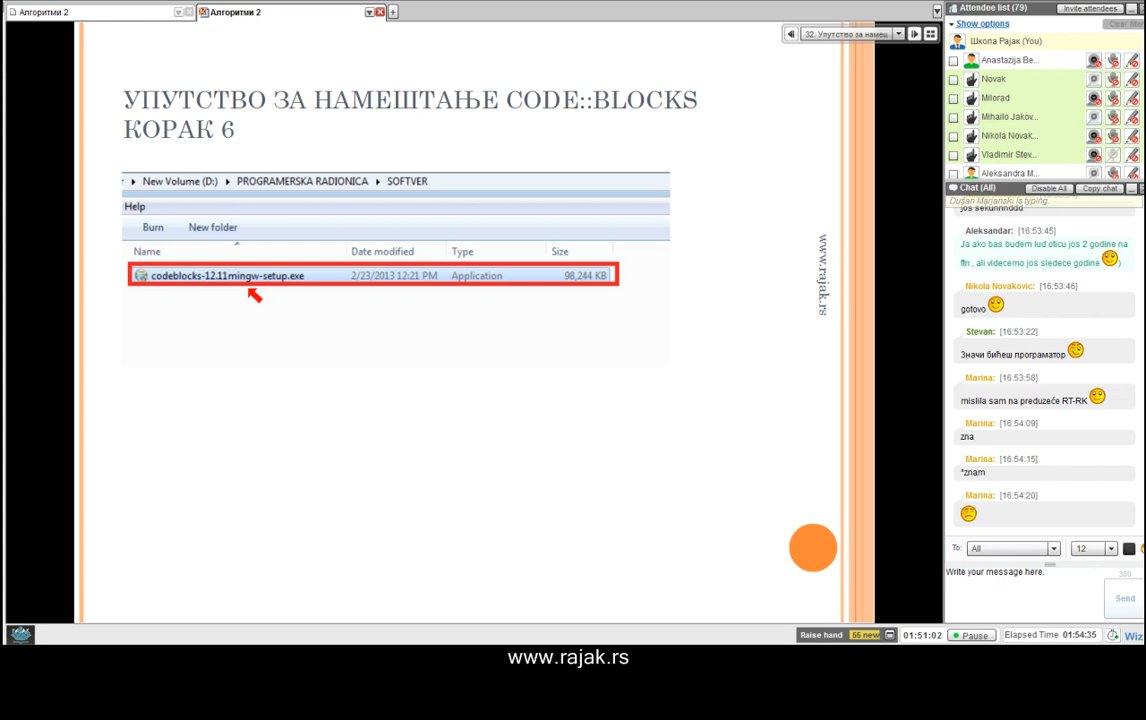 Алгоритми 2
Алгоритми 2
32. Упутство за намеш
УПУТСТВО ЗА НАМЕШТАЊЕ CODE::BLOCKS
КОРАК 6
New Volume (D:) PROGRAMERSKA RADIONICA SOFTVER
Help
Burn New folder
Name Date modified Type Size
codeblocks-12.11mingw-setup.exe 2/23/2013 12:21 PM Application 98,244 KB
www.rajak.rs
Attendee list (79) Invite attendees
Show options
Школа Рајак (You)
Anastazija Be...
Novak
Milorad
Mihailo Jakov...
Nikola Novak...
Vladimir Stev...
Aleksandra M...
Chat (All) Disable All Copy chat
Dušan Marjanski is typing.
jos sekunnnddd
Aleksandar: [16:53:45]
Ja ako bas budem lud oticu jos 2 godine na
ftn , ali videcemo jos sledece godine )
Nikola Novakovic: [16:53:46]
gotovo
Stevan: [16:53:22]
Значи бићеш програматор
Marina: [16:53:58]
mislila sam na preduzeće RT-RK
Marina: [16:54:09]
zna
Marina: [16:54:15]
*znam
Marina: [16:54:20]
To: All 12
Write your message here.
300
Send
Raise hand 55 new 01:51:02 Pause Elapsed Time 01:54:35 Wiz
www.rajak.rs